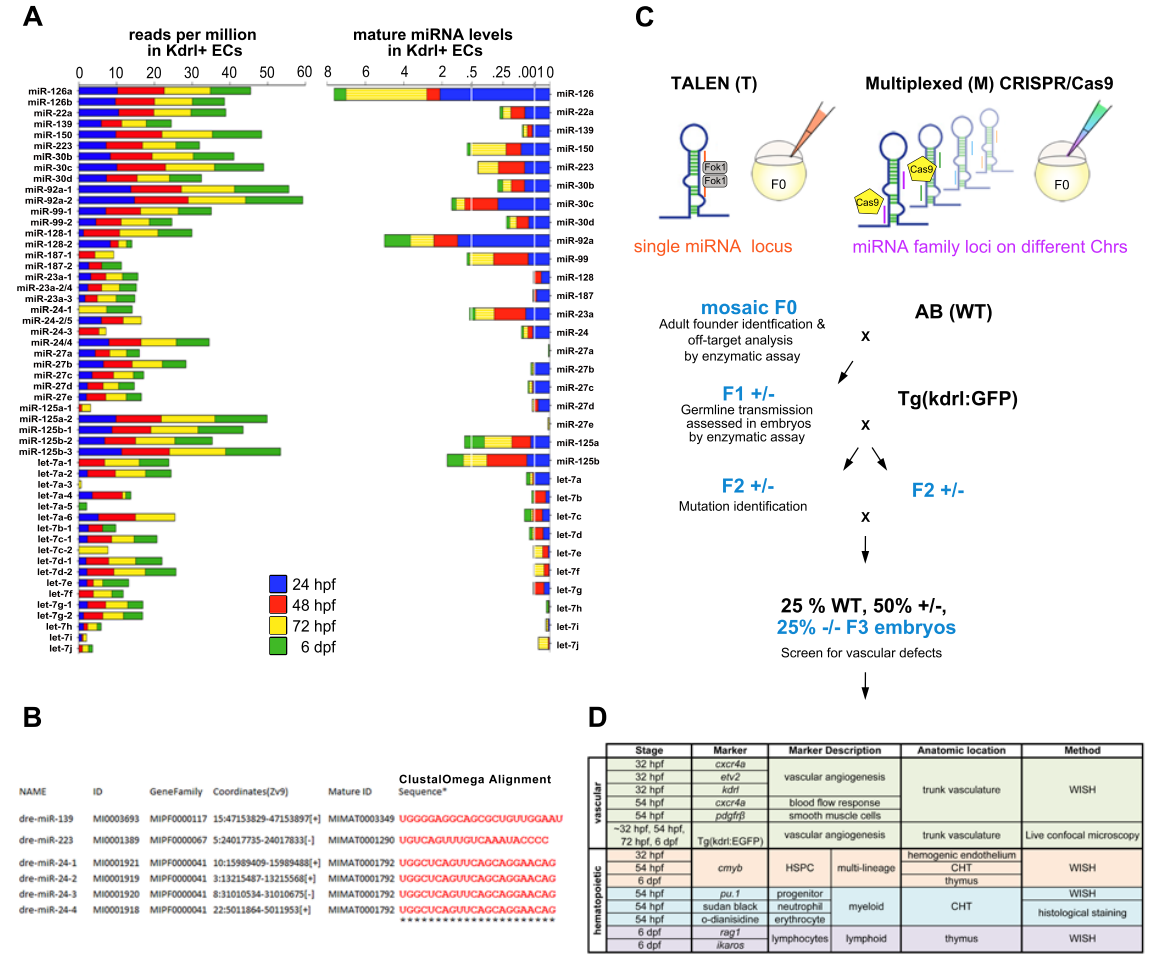 A
reads per million
in Kdrl+ ECs
0 10 20 30 40 50 60
miR-126a
miR-126b
miR-22a
miR-139
miR-150
miR-223
miR-30b
miR-30c
miR-30d
miR-92a-1
miR-92a-2
miR-99-1
miR-99-2
miR-128-1
miR-128-2
miR-187-1
miR-187-2
miR-23a-1
miR-23a-2/4
miR-23a-3
miR-24-1
miR-24-2/5
miR-24-3
miR-24/4
miR-27a
miR-27b
miR-27c
miR-27d
miR-27e
miR-125a-1
miR-125a-2
miR-125b-1
miR-125b-2
miR-125b-3
let-7a-1
let-7a-2
let-7a-3
let-7a-4
let-7a-5
let-7a-6
let-7b-1
let-7c-1
let-7c-2
let-7d-1
let-7d-2
let-7e
let-7f
let-7g-1
let-7g-2
let-7h
let-7i
let-7j
mature miRNA levels
in Kdrl+ ECs
8 6 4 2 .5 .25 .001 0
miR-126
miR-22a
miR-139
miR-150
miR-223
miR-30b
miR-30c
miR-30d
miR-92a
miR-99
miR-128
miR-187
miR-23a
miR-24
miR-27a
miR-27b
miR-27c
miR-27d
miR-27e
miR-125a
miR-125b
let-7a
let-7b
let-7c
let-7d
let-7e
let-7f
let-7g
let-7h
let-7i
let-7j
24 hpf
48 hpf
72 hpf
6 dpf
C
TALEN (T)
Multiplexed (M) CRISPR/Cas9
Fok1
Fok1
F0
Cas9
Cas9
F0
single miRNA locus
miRNA family loci on different Chrs
mosaic F0
Adult founder identfication &
off-target analysis
by enzymatic assay
AB (WT)
x
F1 +/-
Germline transmission
assessed in embryos
by enzymatic assay
Tg(kdrl:GFP)
x
F2 +/-
Mutation identification
F2 +/-
x
25 % WT, 50% +/-,
25% -/- F3 embryos
Screen for vascular defects
B
ClustalOmega Alignment
NAME ID GeneFamily Coordinates(Zv9) Mature ID Sequence*
dre-miR-139 MI0003693 MIPF0000117 15:47153829-47153897[+] MIMAT0003349 UGGGGAGGCAGCGCUGUUGGAAU
dre-miR-223 MI0001389 MIPF0000067 5:24017735-24017833[-] MIMAT0001290 UGUCAGUUUGUCAAAUACCCC
dre-miR-24-1 MI0001921 MIPF0000041 10:15989409-15989488[+] MIMAT0001792 UGGCUCAGUUCAGCAGGAACAG
dre-miR-24-2 MI0001919 MIPF0000041 3:13215487-13215568[+] MIMAT0001792 UGGCUCAGUUCAGCAGGAACAG
dre-miR-24-3 MI0001920 MIPF0000041 8:31010534-31010675[-] MIMAT0001792 UGGCUCAGUUCAGCAGGAACAG
dre-miR-24-4 MI0001918 MIPF0000041 22:5011864-5011953[+] MIMAT0001792 UGGCUCAGUUCAGCAGGAACAG
**********************
D
Stage Marker Marker Description Anatomic location Method
vascular
32 hpf cxcr4a
32 hpf etv2 vascular angiogenesis
32 hpf kdrl trunk vasculature WISH
54 hpf cxcr4a blood flow response
54 hpf pdgfrβ smooth muscle cells
~32 hpf, 54 hpf,
72 hpf, 6 dpf Tg(kdrl:EGFP) vascular angiogenesis trunk vasculature Live confocal microscopy
hematopoietic
32 hpf hemogenic endothelium
54 hpf cmyb HSPC multi-lineage CHT WISH
6 dpf thymus
54 hpf pu.1 progenitor WISH
54 hpf sudan black neutrophil myeloid CHT histological staining
54 hpf o-dianisidine erythrocyte
6 dpf rag1 lymphocytes lymphoid thymus WISH
6 dpf ikaros